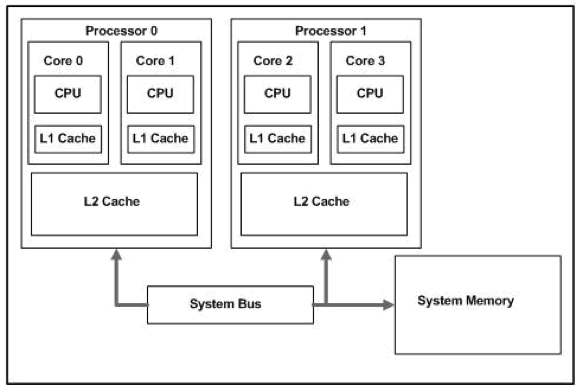 Processor 0
Processor 1
Core 0
Core 1
Core 2
Core 3
CPU
CPU
CPU
CPU
L1 Cache
L1 Cache
L1 Cache
L1 Cache
L2 Cache
L2 Cache
System Bus
System Memory